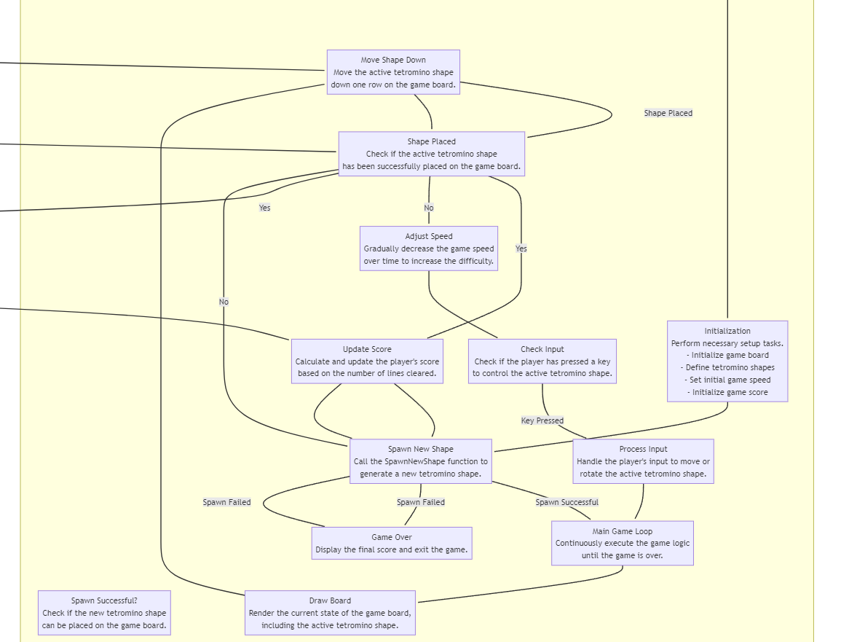 Move Shape Down
Move the active tetromino shape
down one row on the game board.
Shape Placed
Shape Placed
Check if the active tetromino shape
has been successfully placed on the game board.
Yes
No
Adjust Speed
Gradually decrease the game speed
over time to increase the difficulty.
Yes
No
Initialization
Perform necessary setup tasks.
- Initialize game board
- Define tetromino shapes
- Set initial game speed
- Initialize game score
Update Score
Calculate and update the player's score
based on the number of lines cleared.
Check Input
Check if the player has pressed a key
to control the active tetromino shape.
Key Pressed
Spawn New Shape
Call the SpawnNewShape function to
generate a new tetromino shape.
Process Input
Handle the player's input to move or
rotate the active tetromino shape.
Spawn Failed
Spawn Failed
Spawn Successful
Game Over
Display the final score and exit the game.
Main Game Loop
Continuously execute the game logic
until the game is over.
Spawn Successful?
Check if the new tetromino shape
can be placed on the game board.
Draw Board
Render the current state of the game board,
including the active tetromino shape.